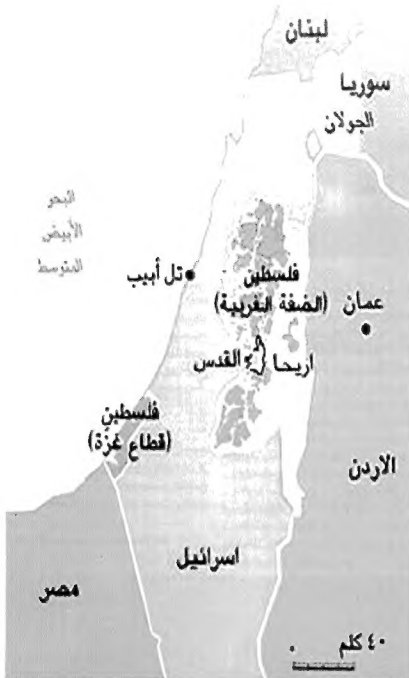 لبنان
سوريا
الجولان
البحر
الأبيض
المتوسط
تل أبيب
فلسطين
(الضفة الغربية)
عمان
اريحا
القدس
فلسطين
(قطاع غزة)
الاردن
اسرائيل
مصر
٤٠ كلم ٠